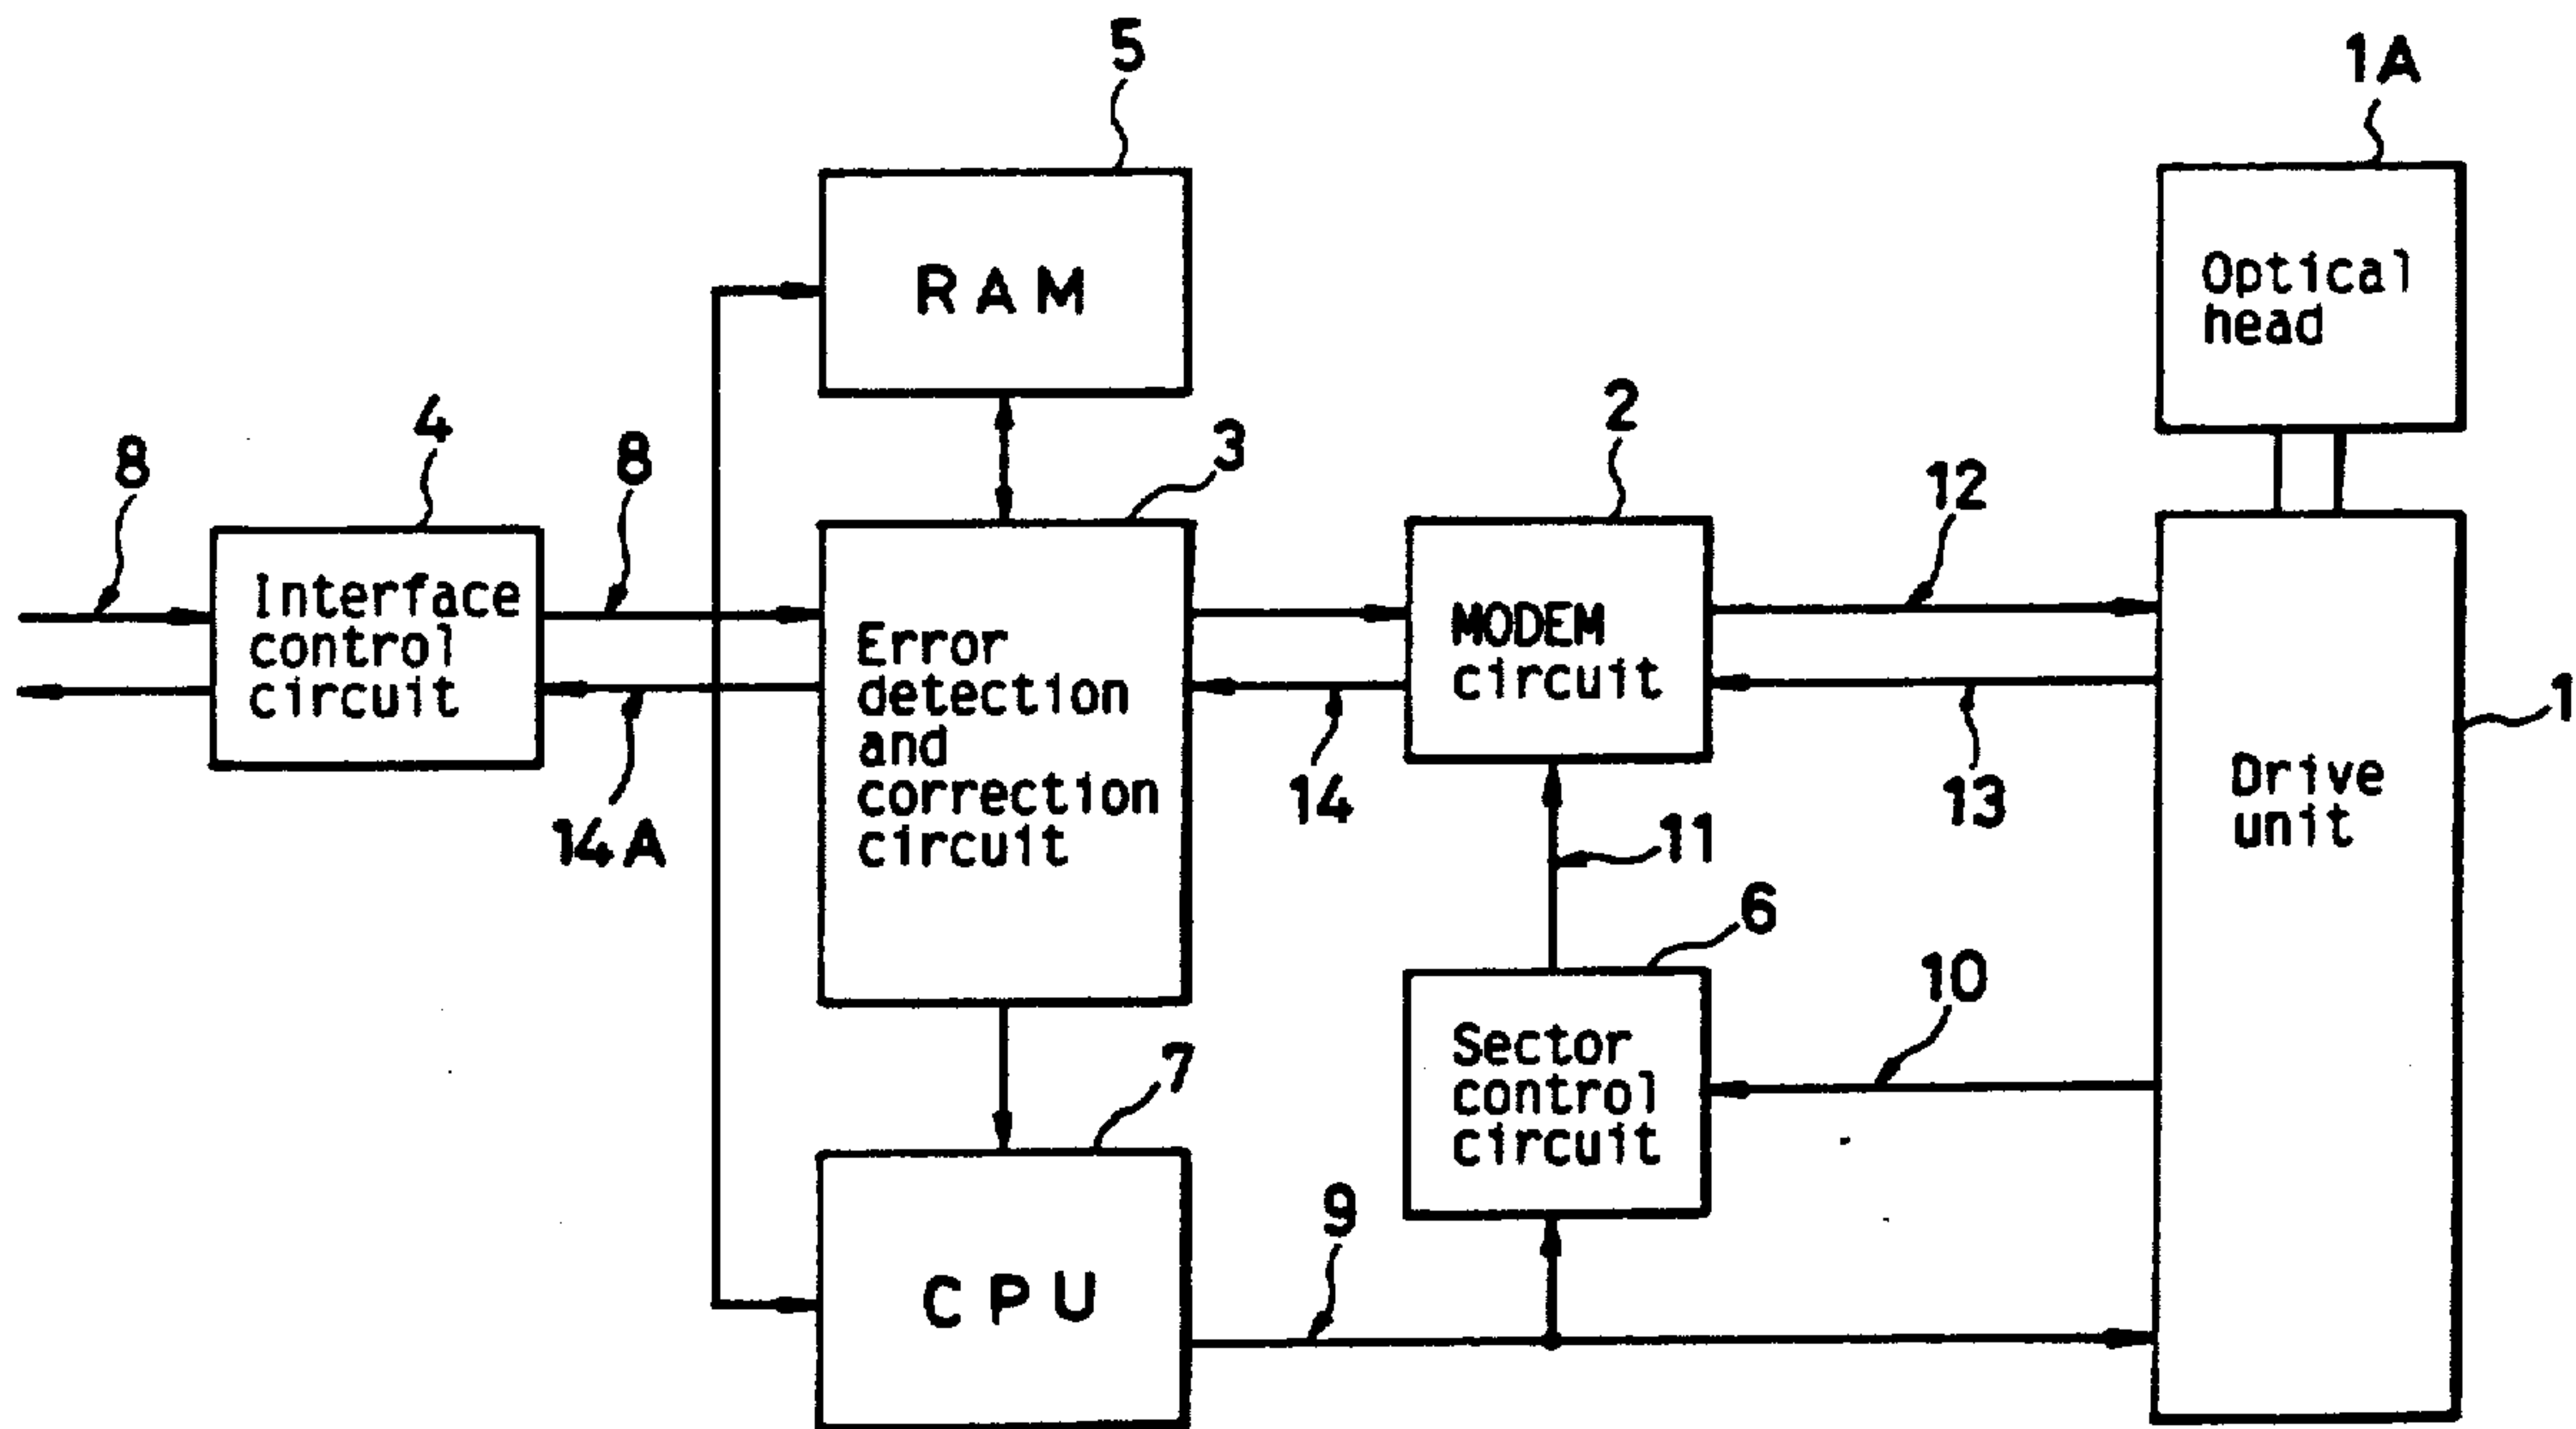 5
1A
RAM
Optical
head
4
8
8
3
2
12
Interface
control
circuit
Error
detection
and
correction
circuit
MODEM
circuit
1
Drive
unit
14A
14
13
11
6
10
Sector
control
circuit
7
9
CPU